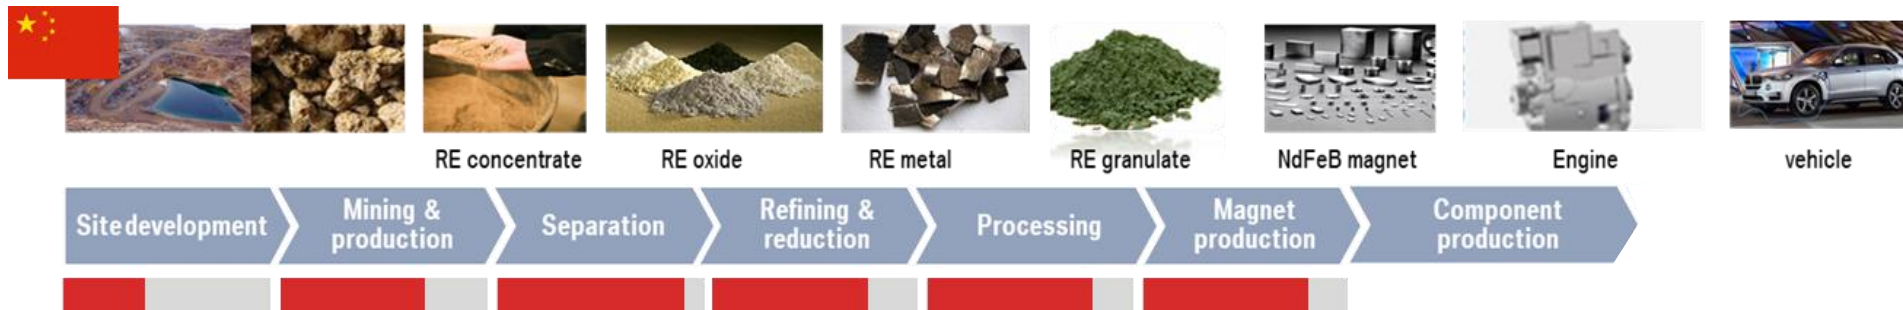 RE concentrate
RE oxide
RE metal
RE granulate
NdFeB magnet
Engine
vehicle
Site development
Mining &
production
Separation
Refining &
reduction
Processing
Magnet
production
Component
production